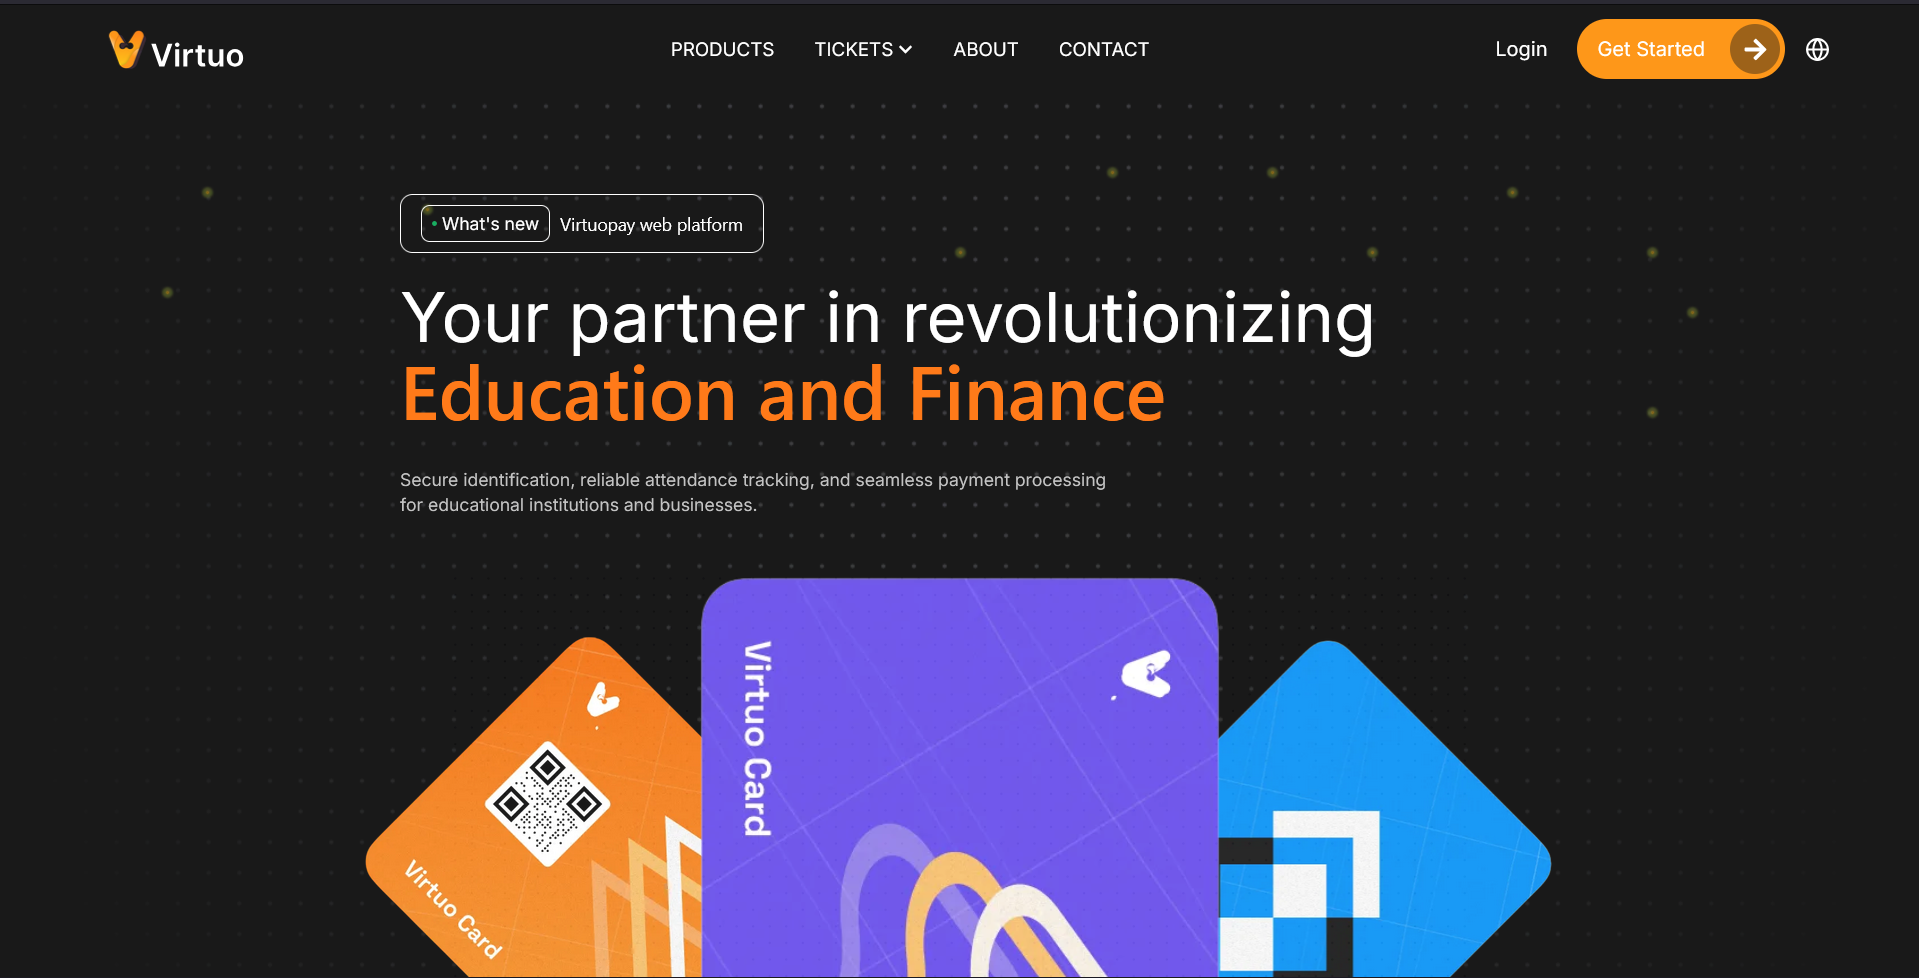 Virtuo
PRODUCTS
TICKETS
ABOUT
CONTACT
Login
Get Started
What's new
Virtuopay web platform
Your partner in revolutionizing
Education and Finance
Secure identification, reliable attendance tracking, and seamless payment processing
for educational institutions and businesses.
Virtuo Card
Virtuo Card